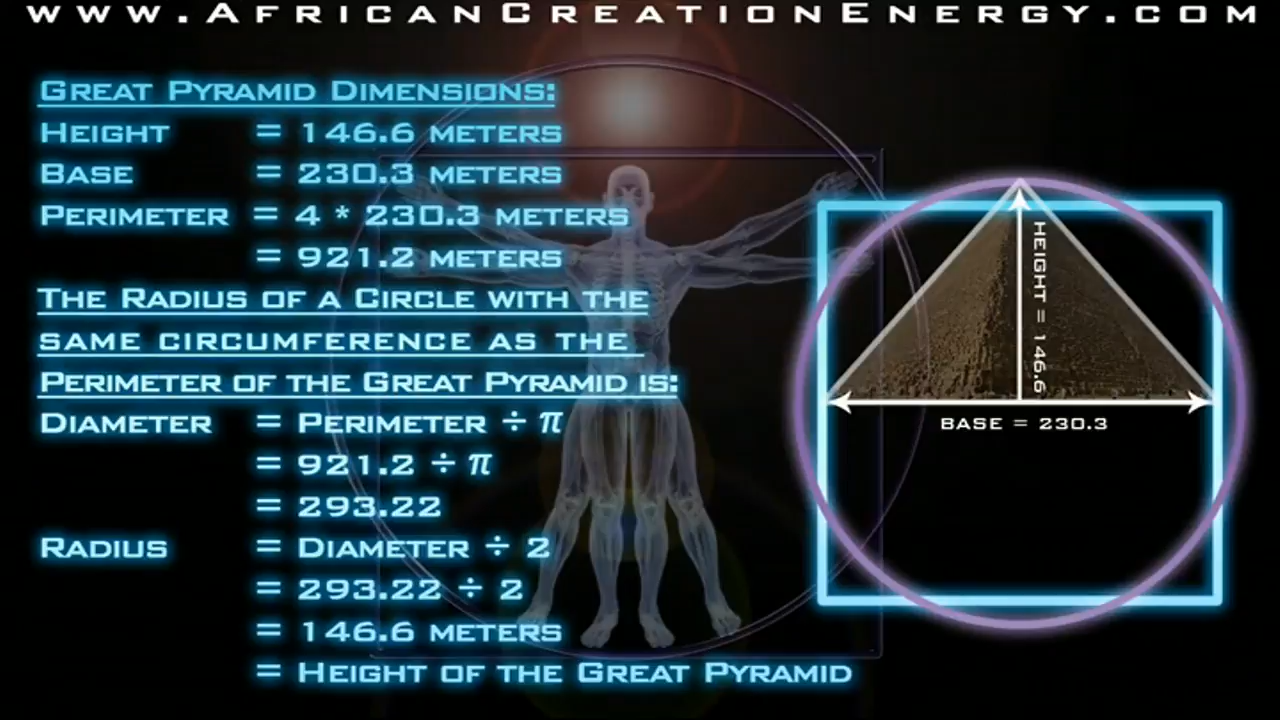 www.AfricanCreationEnergy.com
Great Pyramid Dimensions:
Height = 146.6 meters
Base = 230.3 meters
Perimeter = 4 * 230.3 meters
= 921.2 meters
The Radius of a Circle with the
same circumference as the
Perimeter of the Great Pyramid is:
Diameter = Perimeter ÷ π
= 921.2 ÷ π
= 293.22
Radius = Diameter ÷ 2
= 293.22 ÷ 2
= 146.6 meters
= Height of the Great Pyramid
Height = 146.6
Base = 230.3